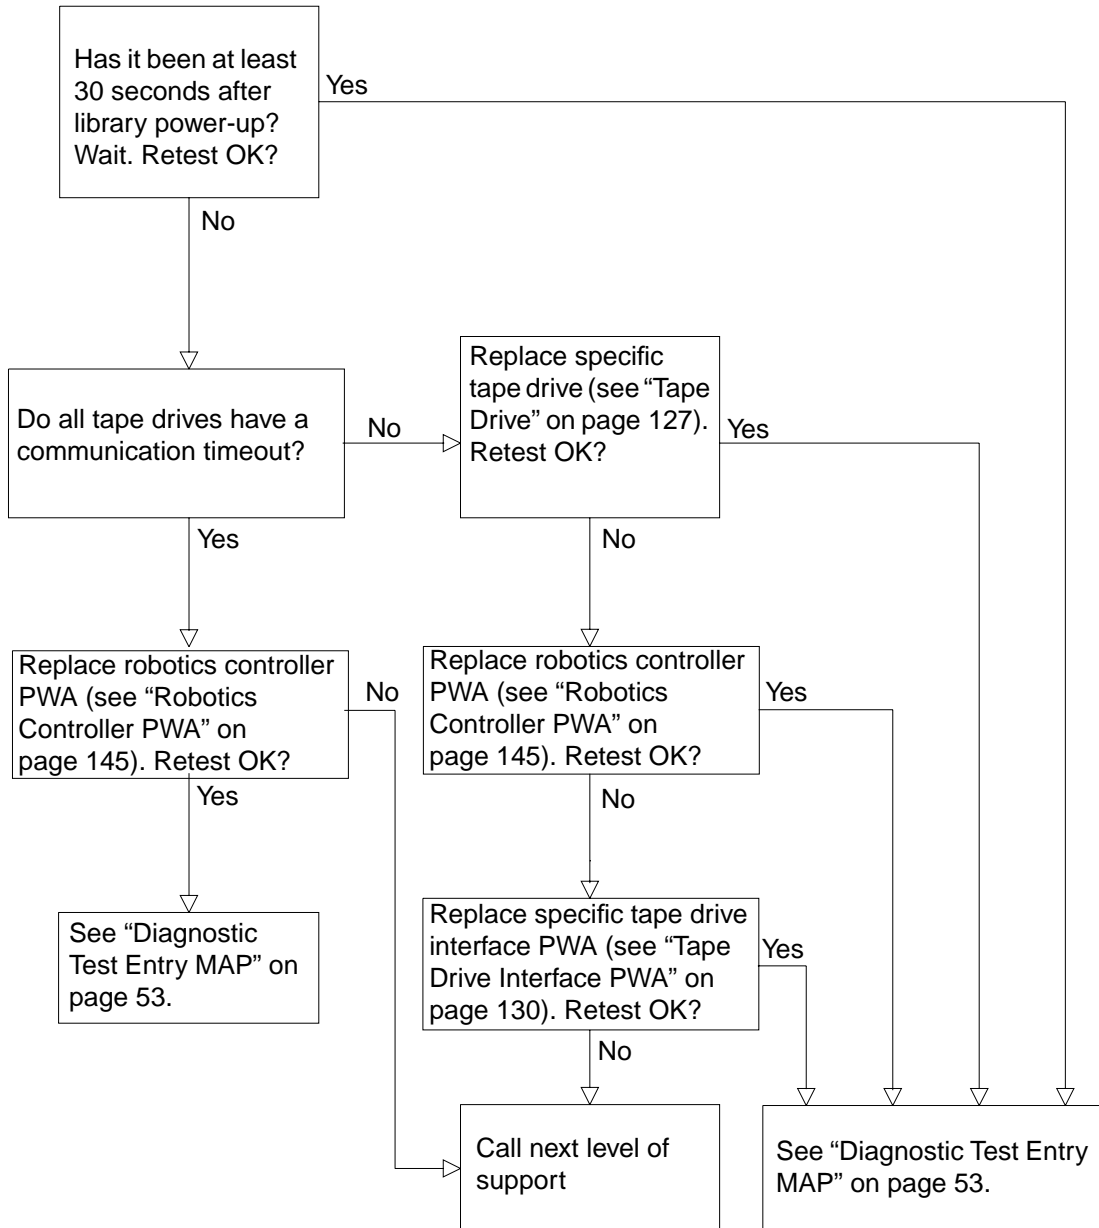 Has it been at least
30 seconds after
library power-up?
Wait. Retest OK?
Yes
No
Do all tape drives have a
communication timeout?
No
Yes
Replace specific
tape drive (see “Tape
Drive” on page 127).
Retest OK?
Yes
No
Replace robotics controller
PWA (see “Robotics
Controller PWA” on
page 145). Retest OK?
No
Yes
Replace robotics controller
PWA (see “Robotics
Controller PWA” on
page 145). Retest OK?
Yes
No
See “Diagnostic
Test Entry MAP” on
page 53.
Replace specific tape drive
interface PWA (see “Tape
Drive Interface PWA” on
page 130). Retest OK?
Yes
No
Call next level of
support
See “Diagnostic Test Entry
MAP” on page 53.